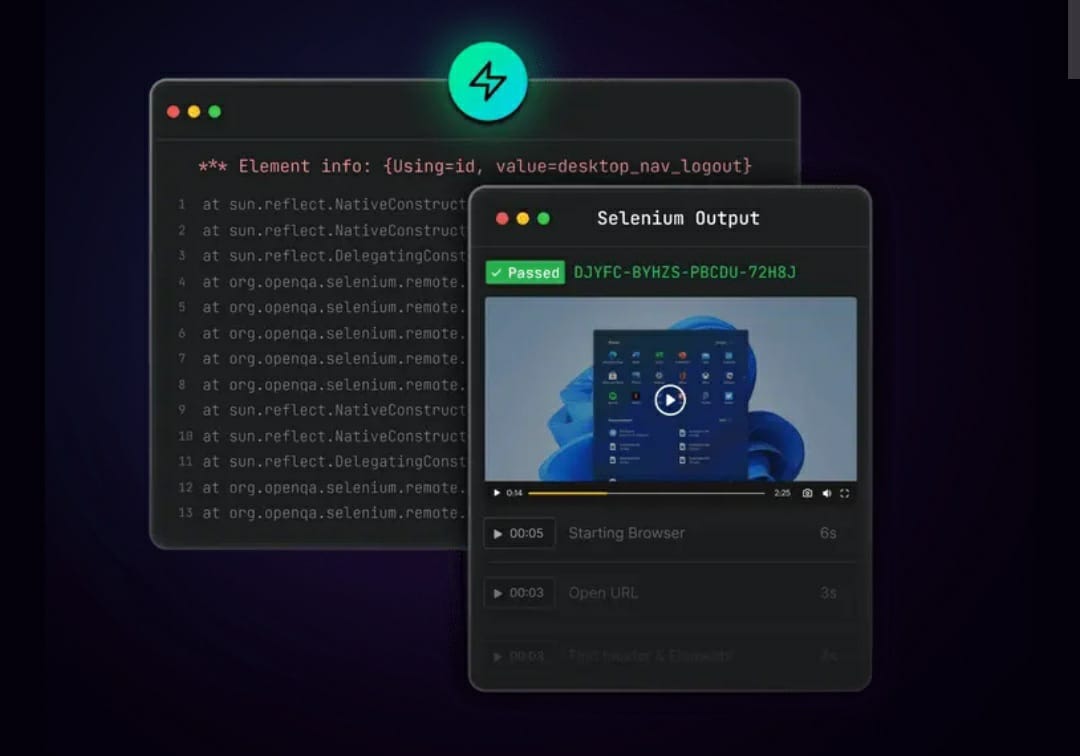 *** Element info: {Using=id, value=desktop_nav_logout}
1 at sun.reflect.NativeConstruct
2 at sun.reflect.NativeConstruct
3 at sun.reflect.DelegatingConst
4 at org.openqa.selenium.remote.
5 at org.openqa.selenium.remote.
6 at org.openqa.selenium.remote.
7 at org.openqa.selenium.remote.
8 at org.openqa.selenium.remote.
9 at sun.reflect.NativeConstruct
10 at sun.reflect.NativeConstruct
11 at sun.reflect.DelegatingConst
12 at org.openqa.selenium.remote.
13 at org.openqa.selenium.remote.
Selenium Output
Passed DJYFC-BYHZS-PBCDU-72H8J
0:14 2:25
00:05 Starting Browser 6s
00:03 Open URL 3s
00:03